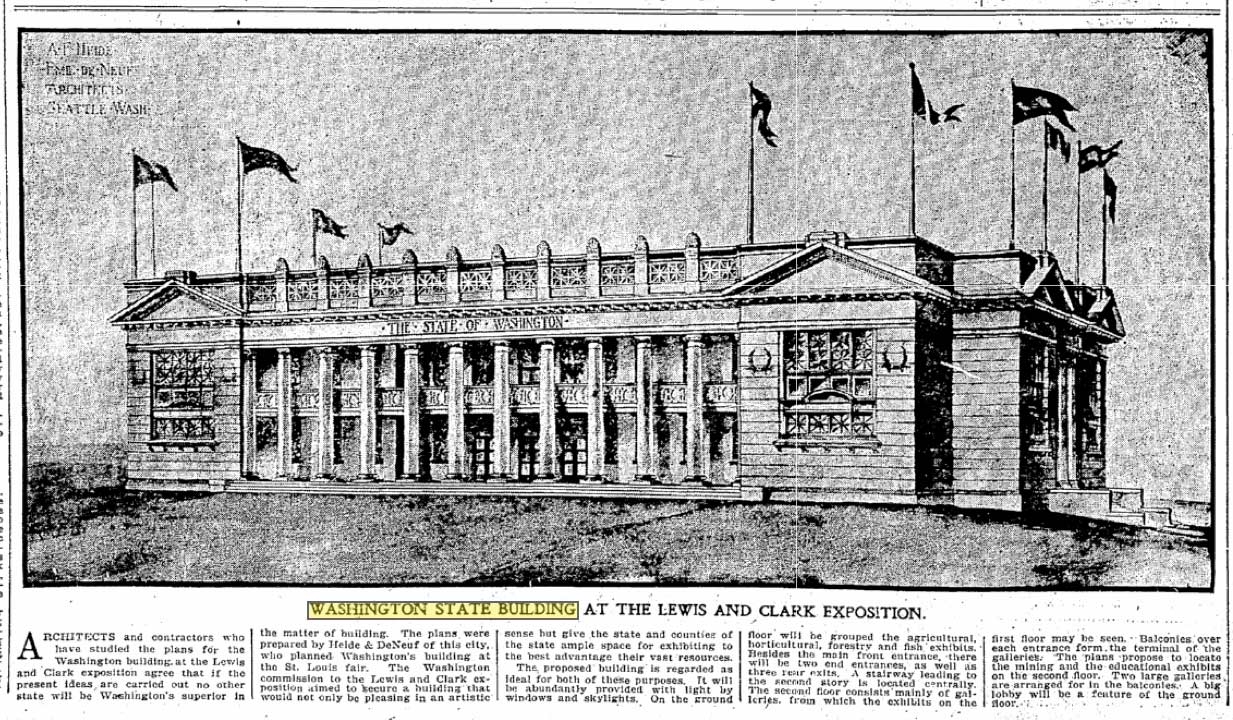 A·F·HEIDE
EMIL·DE·NEUF
ARCHITECTS
SEATTLE·WASH·
·THE·STATE·OF·WASHINGTON·
WASHINGTON STATE BUILDING AT THE LEWIS AND CLARK EXPOSITION.
ARCHITECTS and contractors who
have studied the plans for the
Washington building at the Lewis
and Clark exposition agree that if the
present ideas are carried out no other
state will be Washington's superior in
the matter of building. The plans were
prepared by Heide & DeNeuf of this city,
who planned Washington's building at
the St. Louis fair. The Washington
commission to the Lewis and Clark ex-
position aimed to secure a building that
would not only be pleasing in an artistic
sense but give the state and counties of
the state ample space for exhibiting to
the best advantage their vast resources.
The proposed building is regarded as
ideal for both of these purposes. It will
be abundantly provided with light by
windows and skylights. On the ground
floor will be grouped the agricultural,
horticultural, forestry and fish exhibits.
Besides the main front entrance, there
will be two end entrances, as well as
three rear exits. A stairway leading to
the second story is located centrally.
The second floor consists mainly of gal-
leries, from which the exhibits on the
first floor may be seen. Balconies over
each entrance form the terminal of the
galleries. The plans propose to locate
the mining and the educational exhibits
on the second floor. Two large galleries
are arranged for in the balconies. A big
lobby will be a feature of the ground
floor.